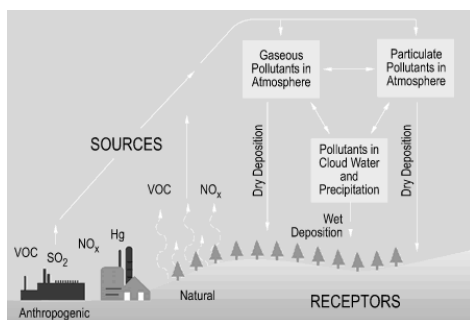 Gaseous
Pollutants in
Atmosphere
Particulate
Pollutants in
Atmosphere
SOURCES
Dry Deposition
Pollutants in
Cloud Water
and
Precipitation
Dry Deposition
VOC
NOx
Wet
Deposition
VOC
SO2
NOx
Hg
Natural
Anthropogenic
RECEPTORS